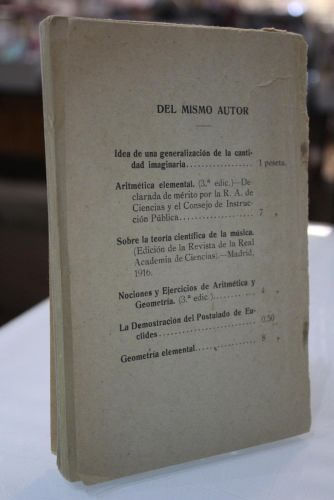 DEL MISMO AUTOR
Idea de una generalización de la canti-
dad imaginaria.................. 1 peseta.
Aritmética elemental. (3.ª edic.)—De-
clarada de mérito por la R. A. de
Ciencias y el Consejo de Instruc-
ción Pública.................... 7 „
Sobre la teoría científica de la música.
(Edición de la Revista de la Real
Academia de Ciencias).—Madrid,
1916.
Nociones y Ejercicios de Aritmética y
Geometría. (3.ª edic.)........... 4 „
La Demostración del Postulado de Eu-
clides.......................... 0,50
Geometría elemental............... 8 „